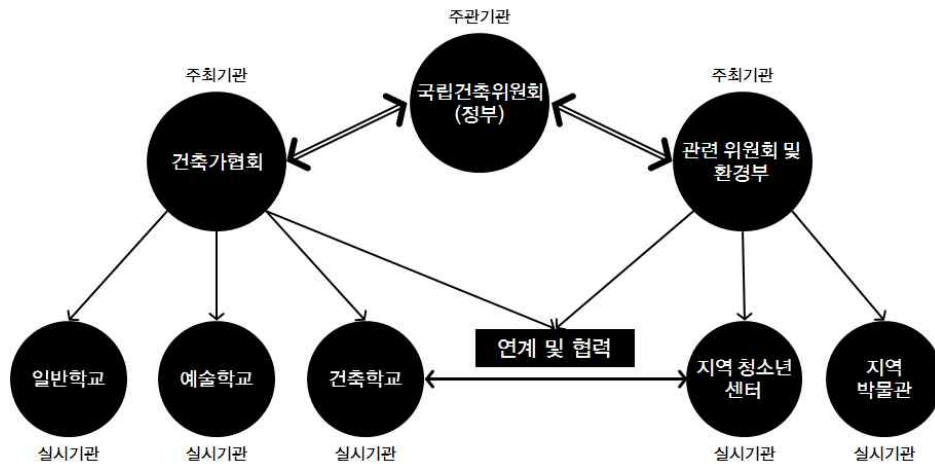 주관기관
국립건축위원회
(정부)
주최기관
건축가협회
주최기관
관련 위원회 및
환경부
연계 및 협력
일반학교
예술학교
건축학교
지역 청소년
센터
지역
박물관
실시기관
실시기관
실시기관
실시기관
실시기관